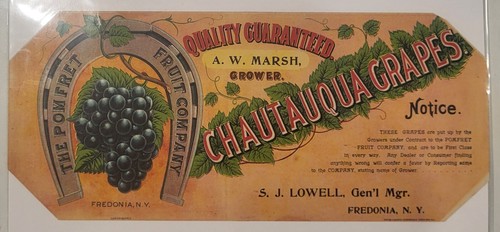 THE POMFRET FRUIT COMPANY
FREDONIA, N.Y.
QUALITY GUARANTEED.
A. W. MARSH,
GROWER.
CHAUTAUQUA GRAPES.
Notice.
THESE GRAPES are put up by the
Growers under Contract to the POMFRET
FRUIT COMPANY, and are to be First Class
in every way. Any Dealer or Consumer finding
anything wrong will confer a favor by Reporting same
to the COMPANY, stating name of Grower.
S. J. LOWELL, Gen'l Mgr.
FREDONIA, N. Y.